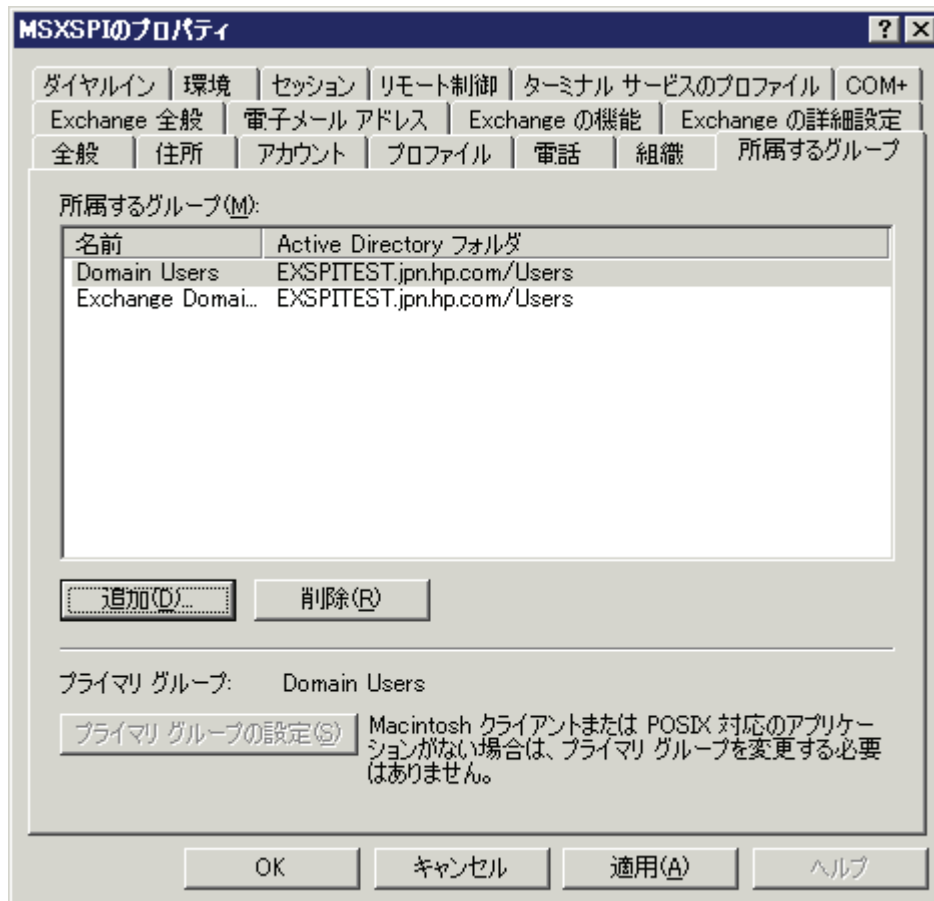 MSXSPIのプロパティ
ダイヤルイン 環境 セッション リモート制御 ターミナル サービスのプロファイル COM+
Exchange 全般 電子メール アドレス Exchange の機能 Exchange の詳細設定
全般 住所 アカウント プロファイル 電話 組織 所属するグループ
所属するグループ(M):
名前 Active Directory フォルダ
Domain Users EXSPITEST.jpn.hp.com/Users
Exchange Domai... EXSPITEST.jpn.hp.com/Users
追加(D)... 削除(R)
プライマリ グループ: Domain Users
プライマリ グループの設定(S) Macintosh クライアントまたは POSIX 対応のアプリケー
ションがない場合は、プライマリ グループを変更する必要
はありません。
OK キャンセル 適用(A) ヘルプ